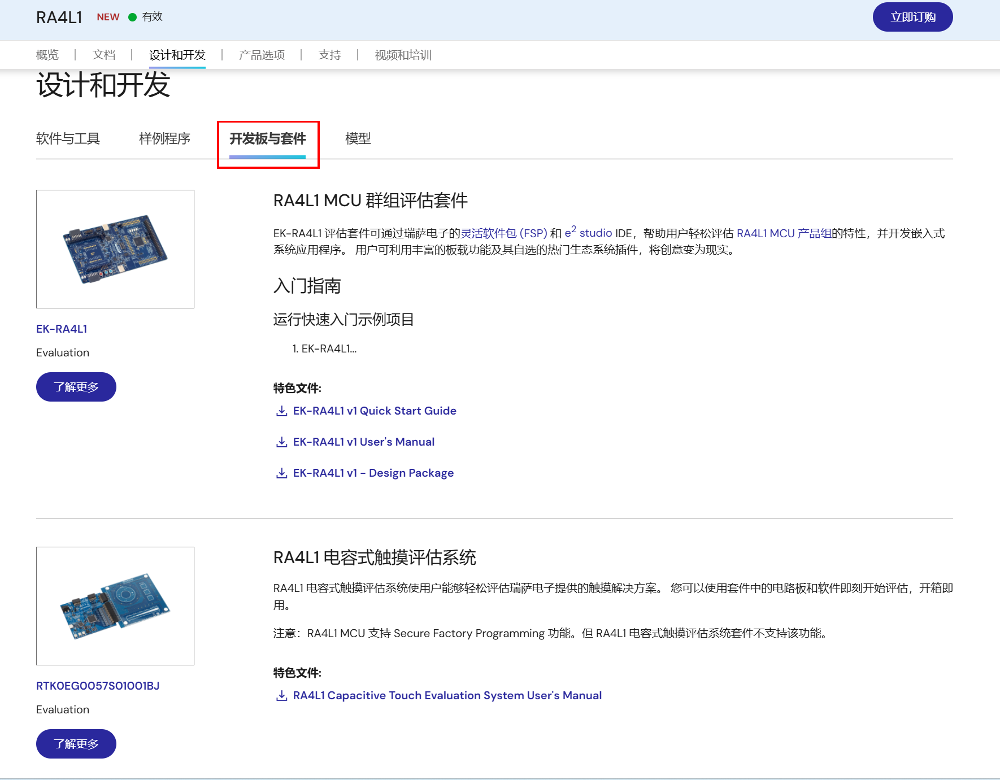 RA4L1 NEW 有效
立即订购
概览 | 文档 | 设计和开发 | 产品选项 | 支持 | 视频和培训
设计和开发
软件与工具 样例程序 开发板与套件 模型
RA4L1 MCU 群组评估套件
EK-RA4L1 评估套件可通过瑞萨电子的灵活软件包 (FSP) 和 e² studio IDE，帮助用户轻松评估 RA4L1 MCU 产品组的特性，并开发嵌入式
系统应用程序。 用户可利用丰富的板载功能及其自选的热门生态系统插件，将创意变为现实。
入门指南
运行快速入门示例项目
1. EK-RA4L1...
EK-RA4L1
Evaluation
了解更多
特色文件:
EK-RA4L1 v1 Quick Start Guide
EK-RA4L1 v1 User's Manual
EK-RA4L1 v1 - Design Package
RA4L1 电容式触摸评估系统
RA4L1 电容式触摸评估系统使用户能够轻松评估瑞萨电子提供的触摸解决方案。 您可以使用套件中的电路板和软件即刻开始评估，开箱即
用。
注意：RA4L1 MCU 支持 Secure Factory Programming 功能。但 RA4L1 电容式触摸评估系统套件不支持该功能。
特色文件:
RA4L1 Capacitive Touch Evaluation System User's Manual
RTK0EG0057S01001BJ
Evaluation
了解更多